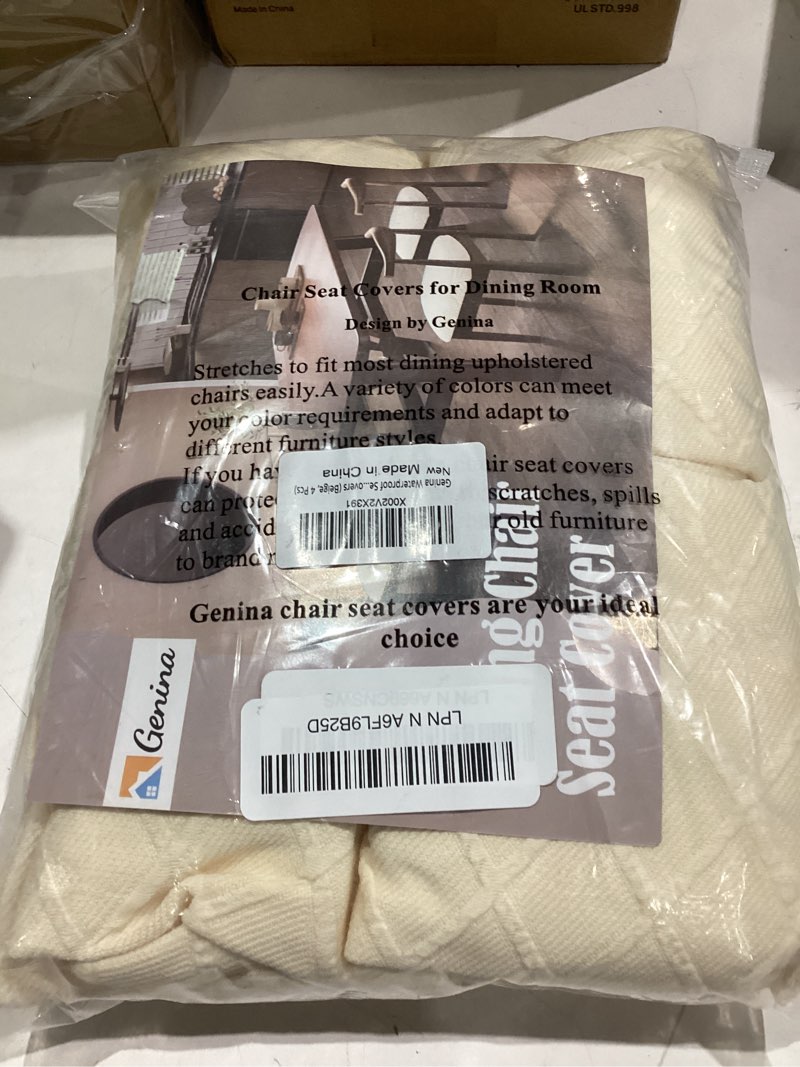 Made in China
UL STD.998
Chair Seat Covers for Dining Room
Design by Genina
Stretches to fit most dining upholstered
chairs easily.A variety of colors can meet
your color requirements and adapt to
different furniture styles.
If you ha air seat covers
can prote scratches, spills
and accid r old furniture
to brand n
X002V2X391
Genina Waterproof Se...overs (Beige, 4 Pcs)
New Made in China
Genina chair seat covers are your ideal
choice
ng Chair
Seat Cover
Genina
LPN N A6FL9B25D